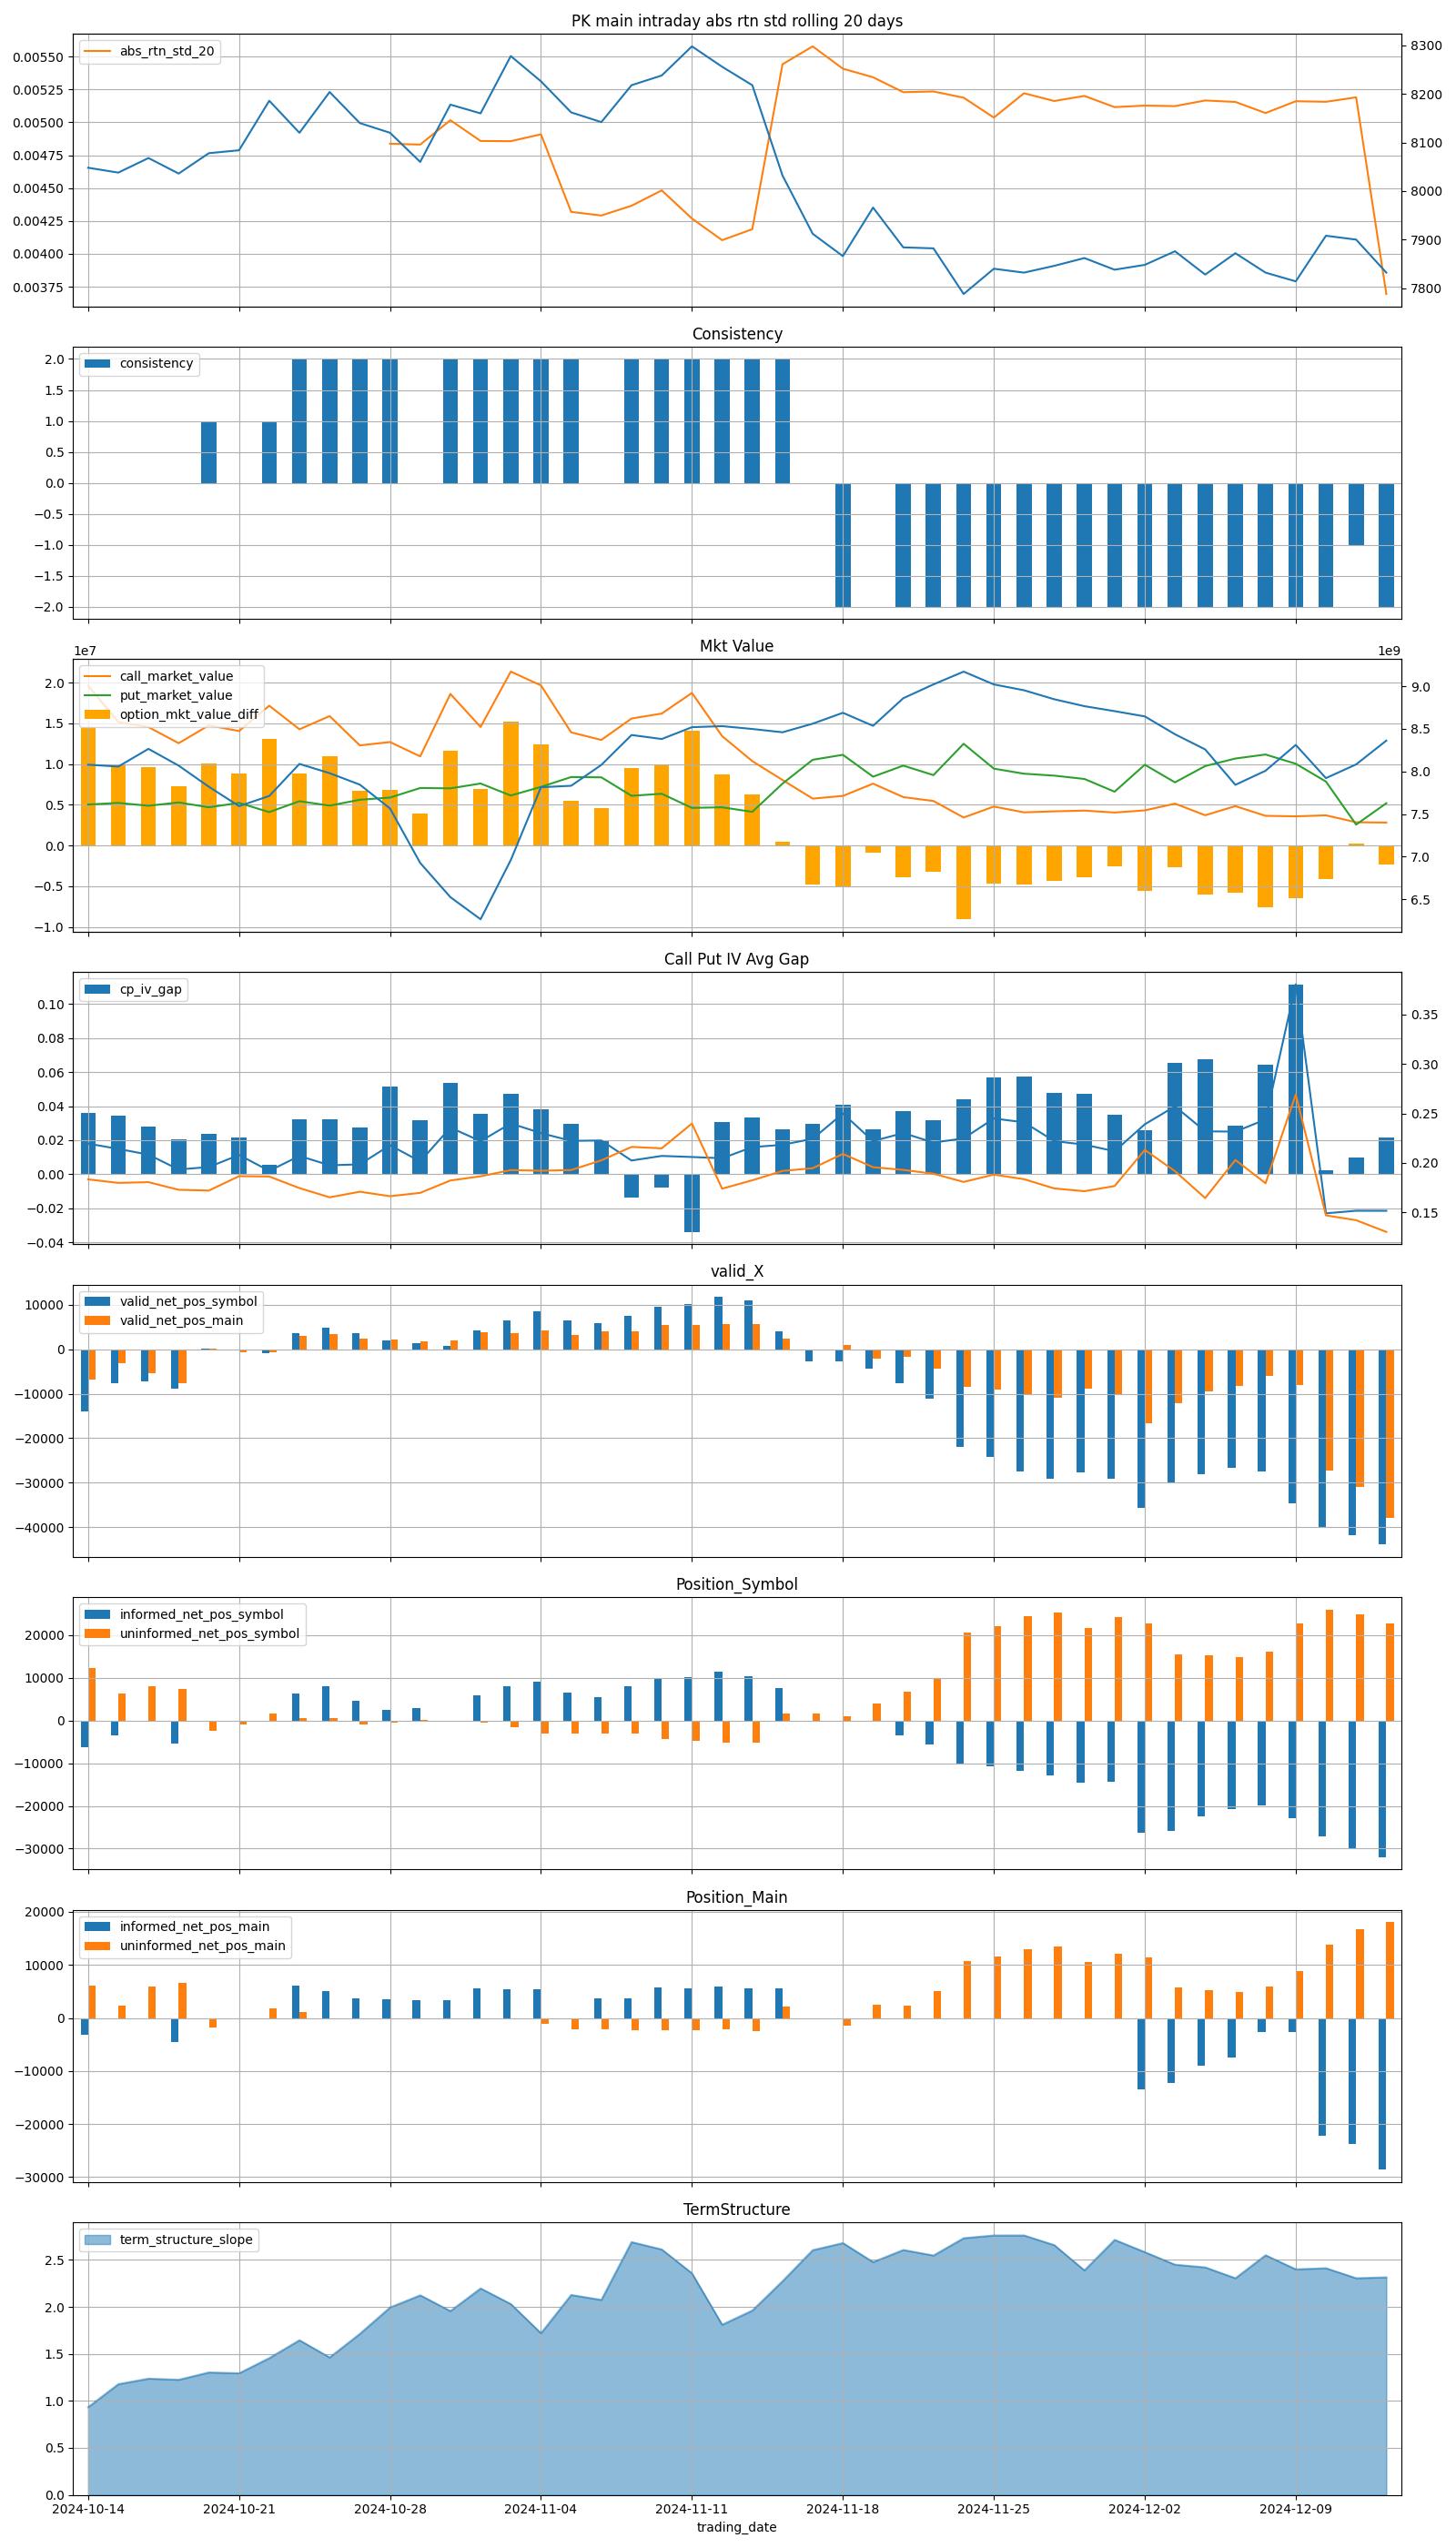 PK main intraday abs rtn std rolling 20 days
abs_rtn_std_20
0.00550
0.00525
0.00500
0.00475
0.00450
0.00425
0.00400
0.00375
8300
8200
8100
8000
7900
7800
Consistency
consistency
2.0
1.5
1.0
0.5
0.0
−0.5
−1.0
−1.5
−2.0
Mkt Value
1e7
1e9
call_market_value
put_market_value
option_mkt_value_diff
2.0
1.5
1.0
0.5
0.0
−0.5
−1.0
9.0
8.5
8.0
7.5
7.0
6.5
Call Put IV Avg Gap
cp_iv_gap
0.10
0.08
0.06
0.04
0.02
0.00
−0.02
−0.04
0.35
0.30
0.25
0.20
0.15
valid_X
valid_net_pos_symbol
valid_net_pos_main
10000
0
−10000
−20000
−30000
−40000
Position_Symbol
informed_net_pos_symbol
uninformed_net_pos_symbol
20000
10000
0
−10000
−20000
−30000
Position_Main
informed_net_pos_main
uninformed_net_pos_main
20000
10000
0
−10000
−20000
−30000
TermStructure
term_structure_slope
2.5
2.0
1.5
1.0
0.5
0.0
2024-10-14 2024-10-21 2024-10-28 2024-11-04 2024-11-11 2024-11-18 2024-11-25 2024-12-02 2024-12-09
trading_date